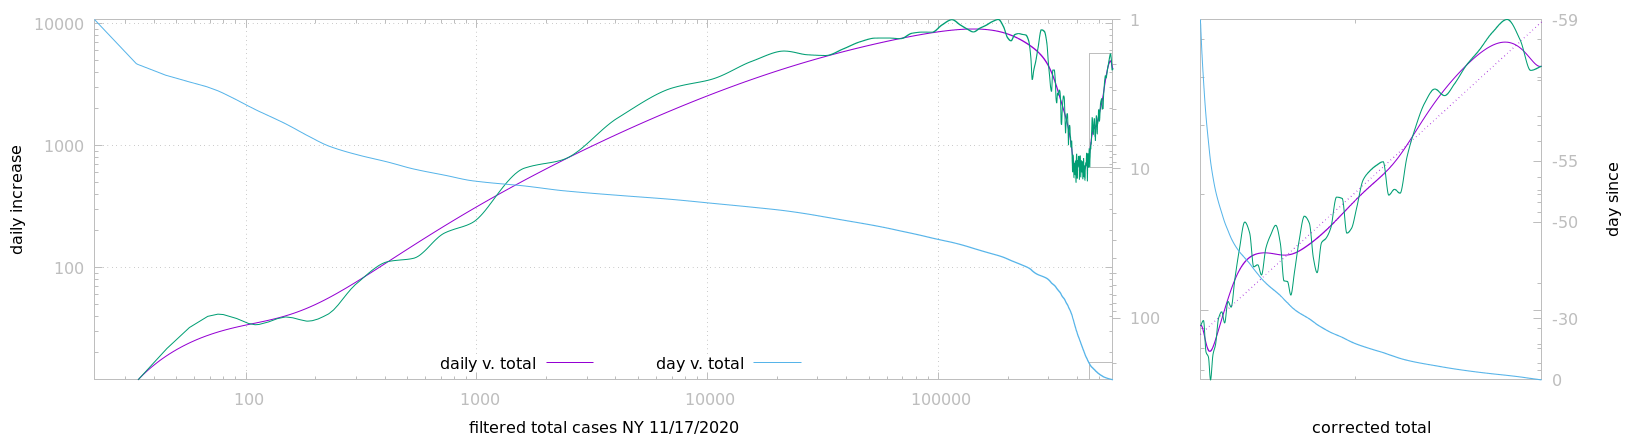 10000
1000
100
daily increase
100
1000
10000
100000
filtered total cases NY 11/17/2020
daily v. total
day v. total
1
10
100
-59
-55
-50
-30
0
day since
corrected total